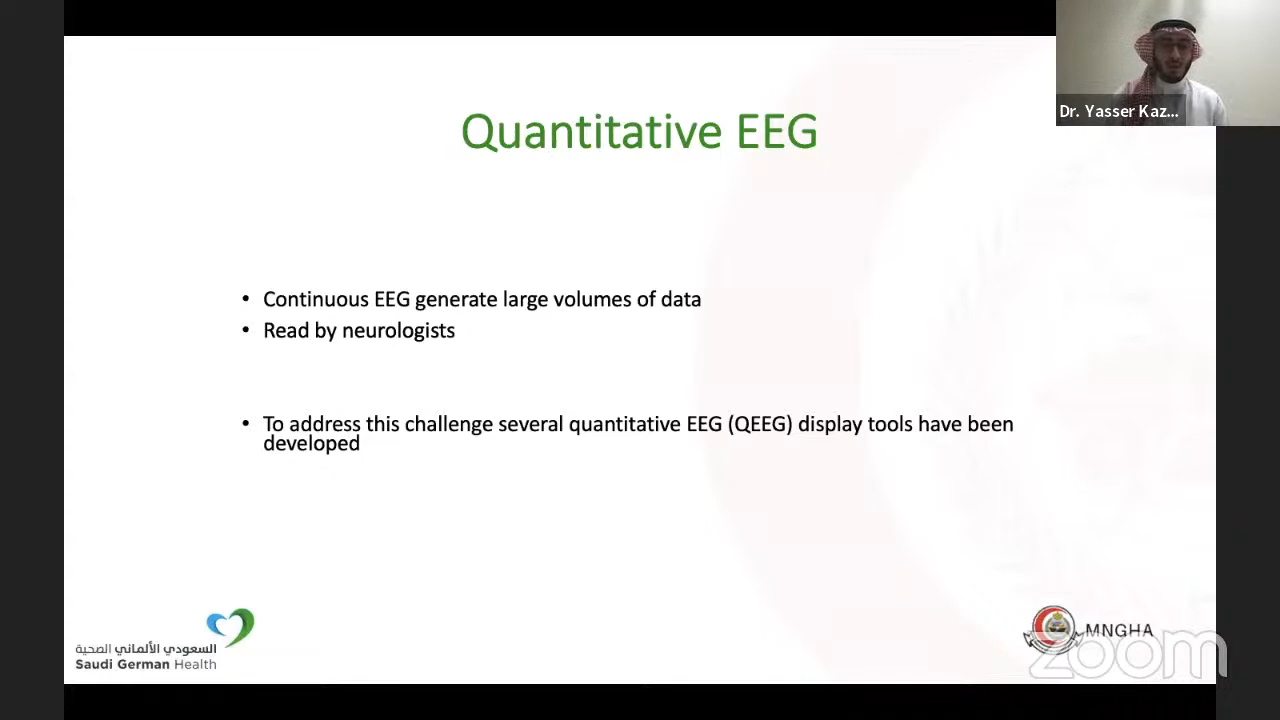 Quantitative EEG
Dr. Yasser Kaz...
• Continuous EEG generate large volumes of data
• Read by neurologists
• To address this challenge several quantitative EEG (QEEG) display tools have been
developed
السعودي الألماني الصحية
Saudi German Health
MNGHA
zoom